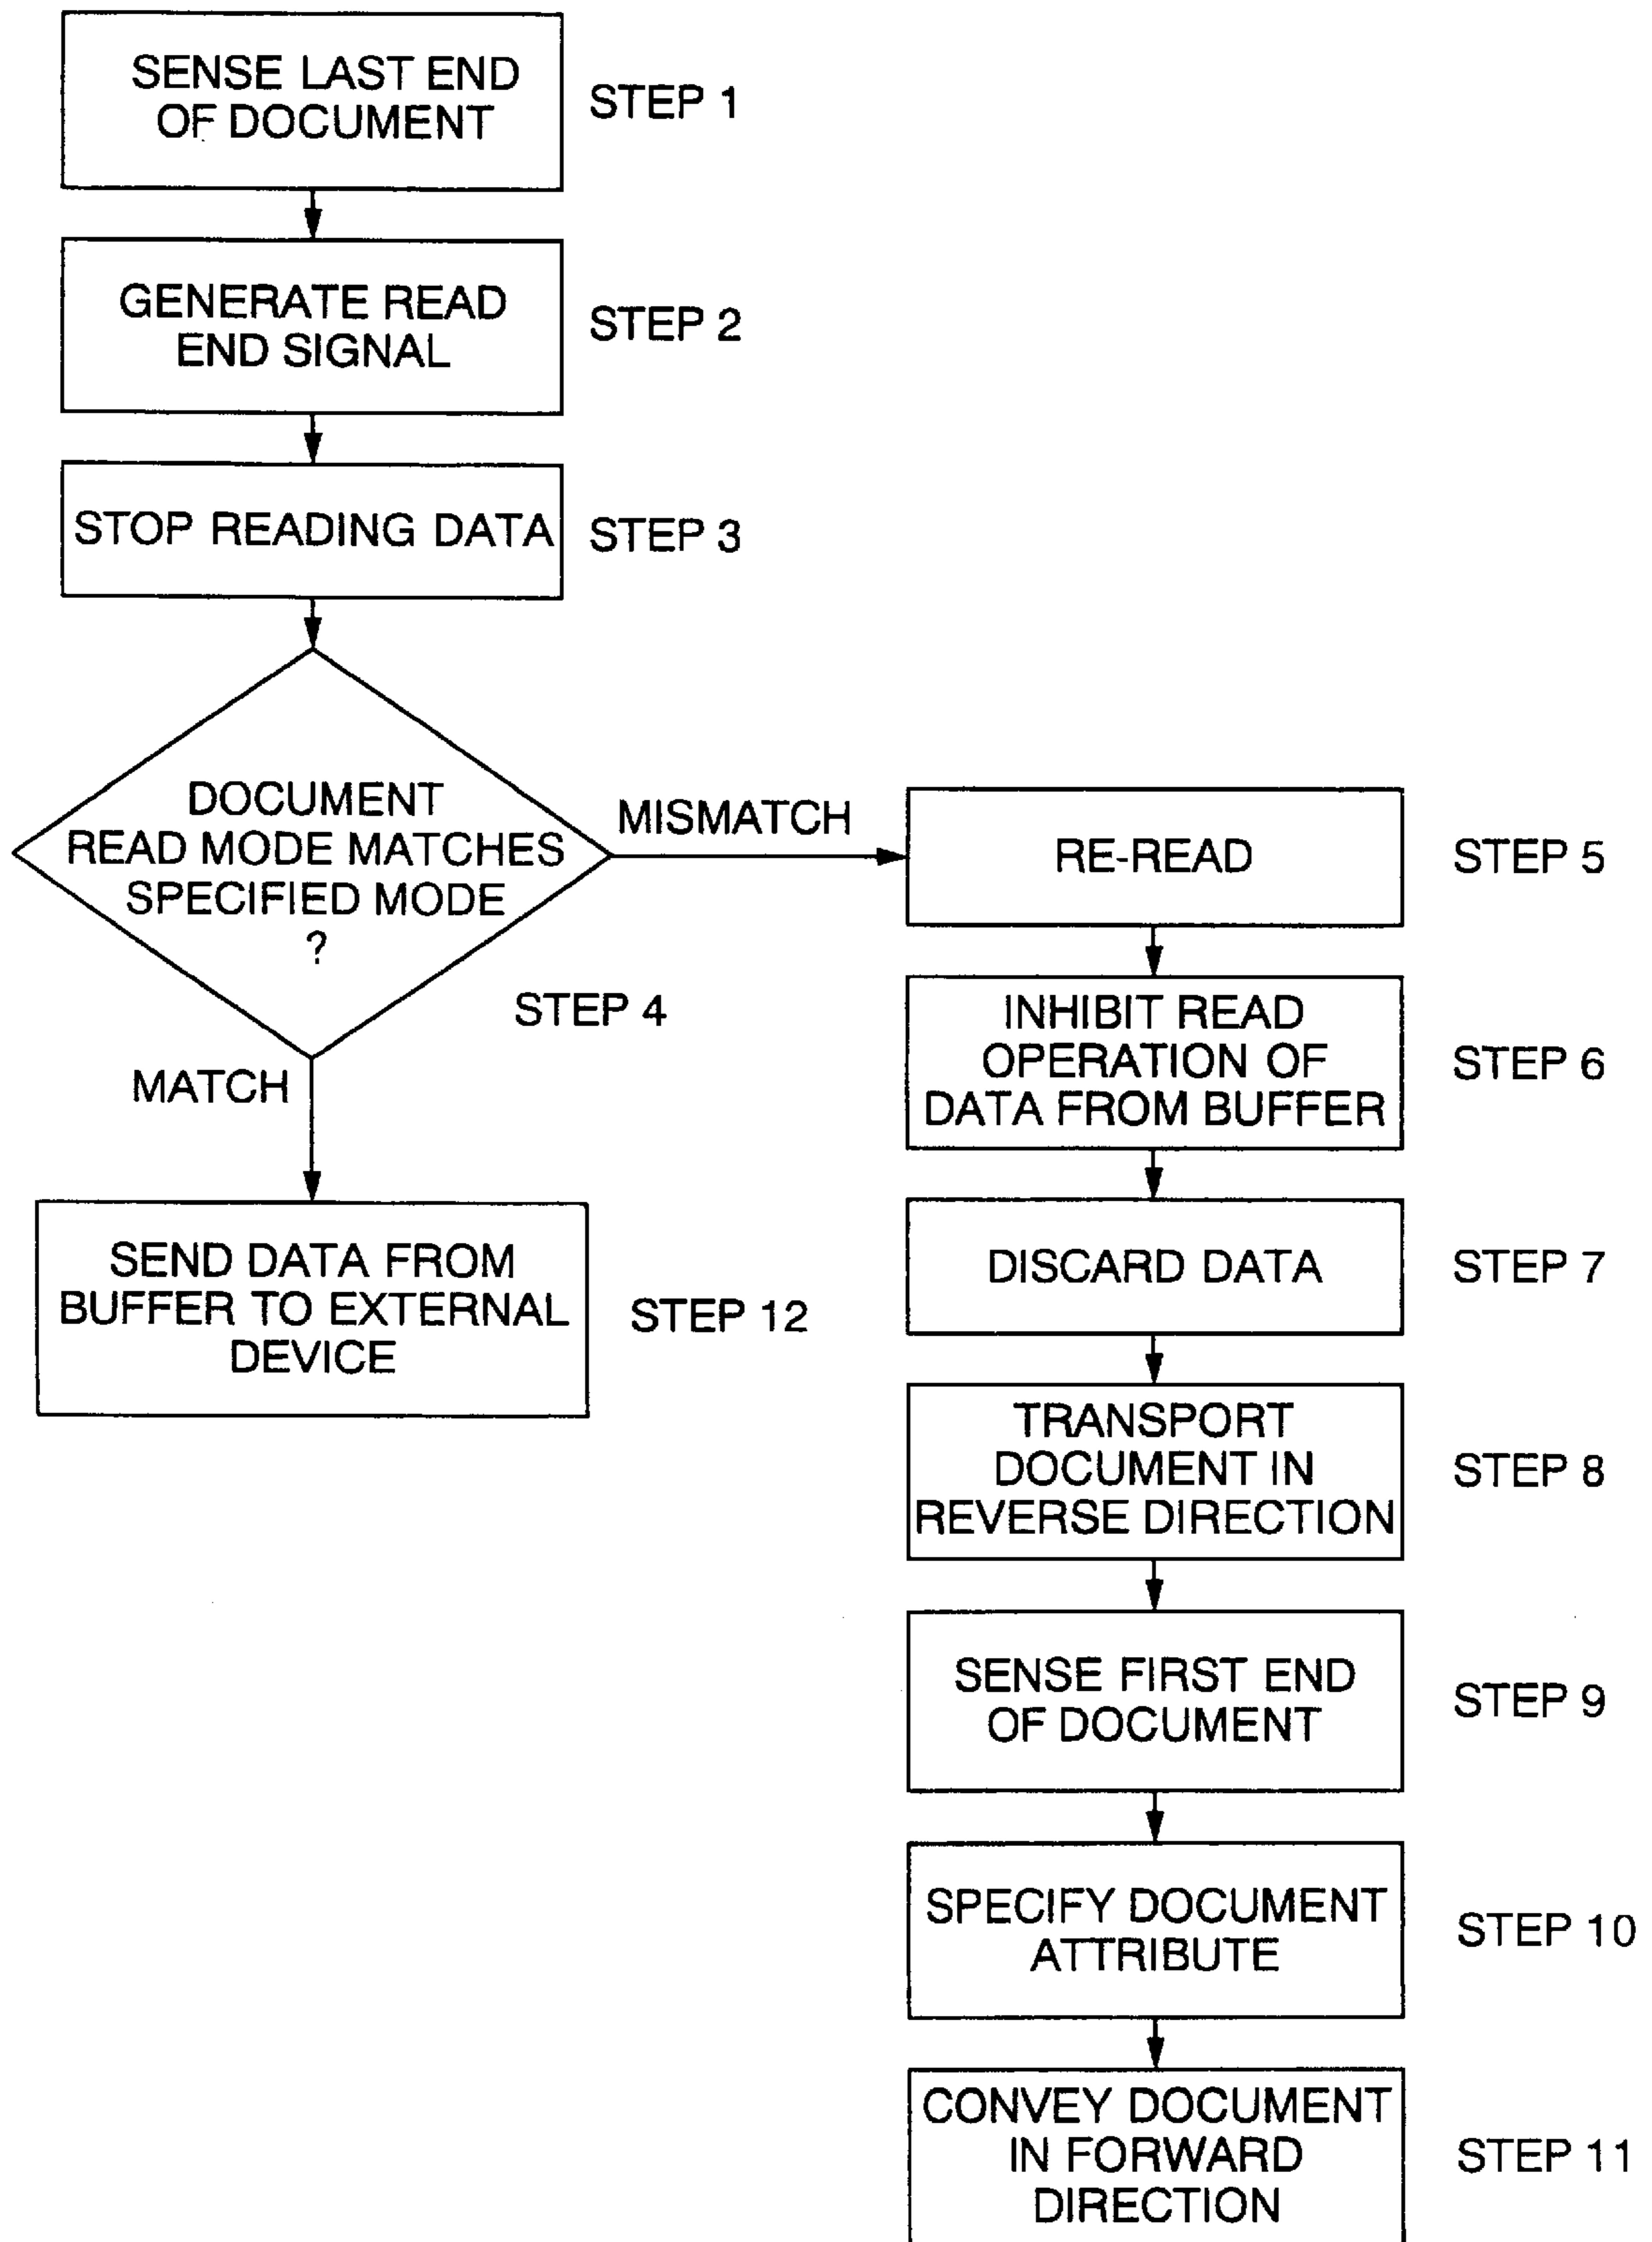 SENSE LAST END
OF DOCUMENT
STEP 1
GENERATE READ
END SIGNAL
STEP 2
STOP READING DATA
STEP 3
DOCUMENT
READ MODE MATCHES
SPECIFIED MODE
?
STEP 4
MISMATCH
MATCH
SEND DATA FROM
BUFFER TO EXTERNAL
DEVICE
STEP 12
RE-READ
STEP 5
INHIBIT READ
OPERATION OF
DATA FROM BUFFER
STEP 6
DISCARD DATA
STEP 7
TRANSPORT
DOCUMENT IN
REVERSE DIRECTION
STEP 8
SENSE FIRST END
OF DOCUMENT
STEP 9
SPECIFY DOCUMENT
ATTRIBUTE
STEP 10
CONVEY DOCUMENT
IN FORWARD
DIRECTION
STEP 11